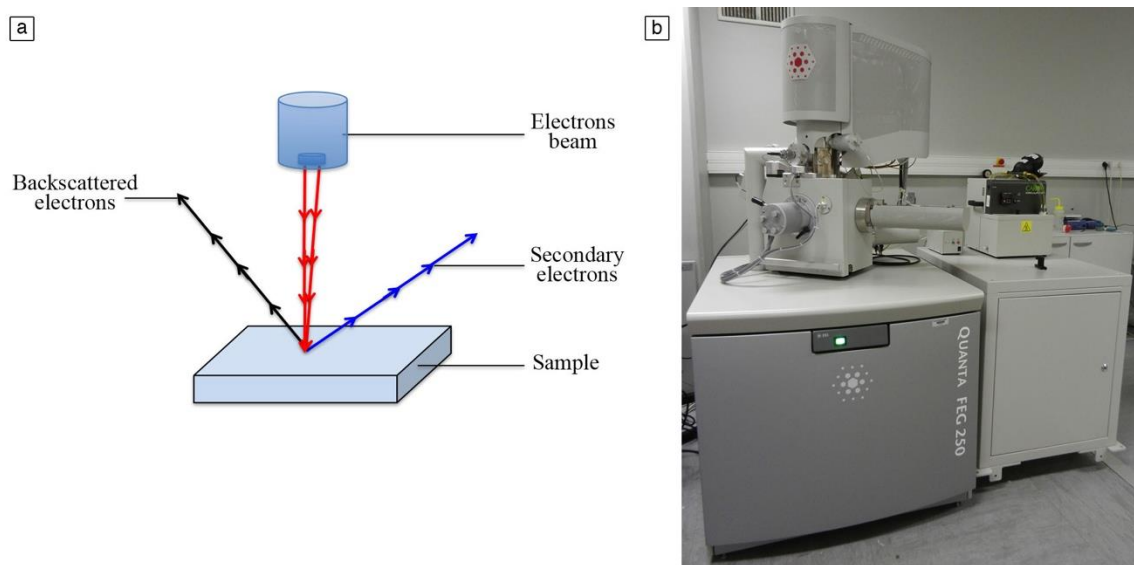 a
Electrons
beam
Backscattered
electrons
Secondary
electrons
Sample
b
QUANTA FEG 250